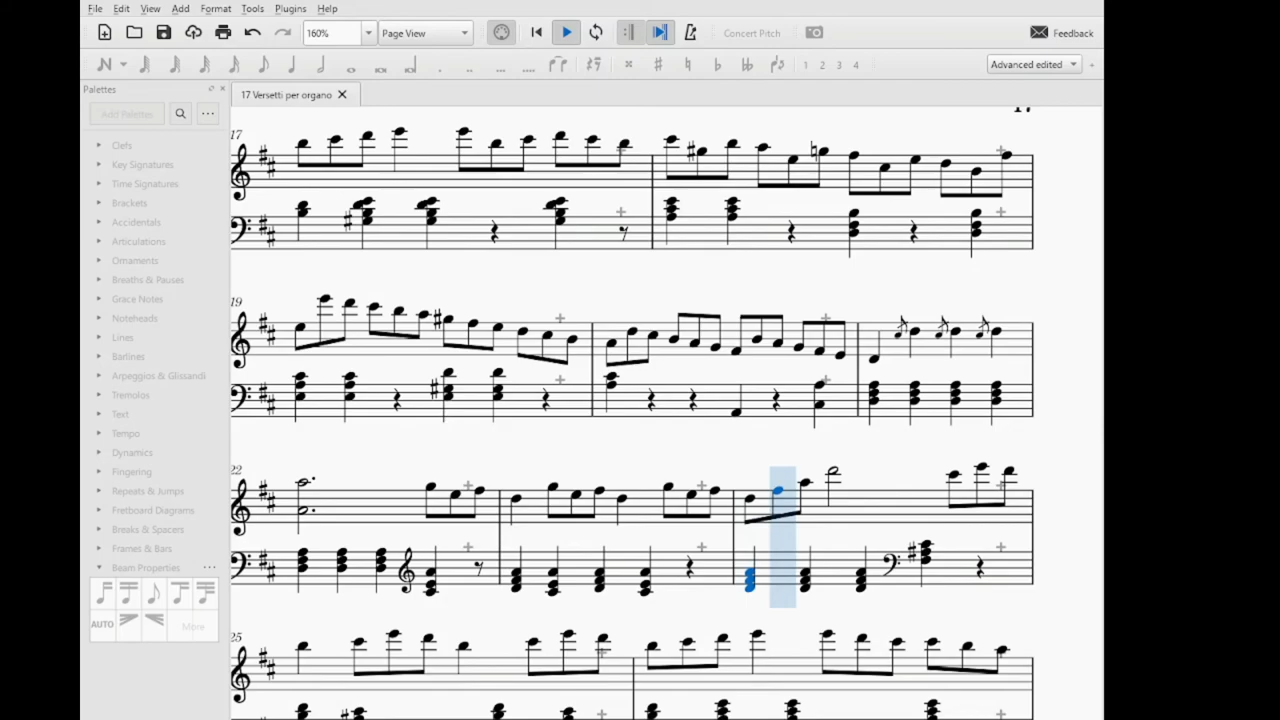 File Edit View Add Format Tools Plugins Help
160% Page View Concert Pitch Feedback
1 2 3 4 Advanced edited
Palettes
17 Versetti per organo
Add Palettes
Clefs
Key Signatures
Time Signatures
Brackets
Accidentals
Articulations
Ornaments
Breaths & Pauses
Grace Notes
Noteheads
Lines
Barlines
Arpeggios & Glissandi
Tremolos
Text
Tempo
Dynamics
Fingering
Repeats & Jumps
Fretboard Diagrams
Breaks & Spacers
Frames & Bars
Beam Properties
AUTO
More
17
17
19
22
25